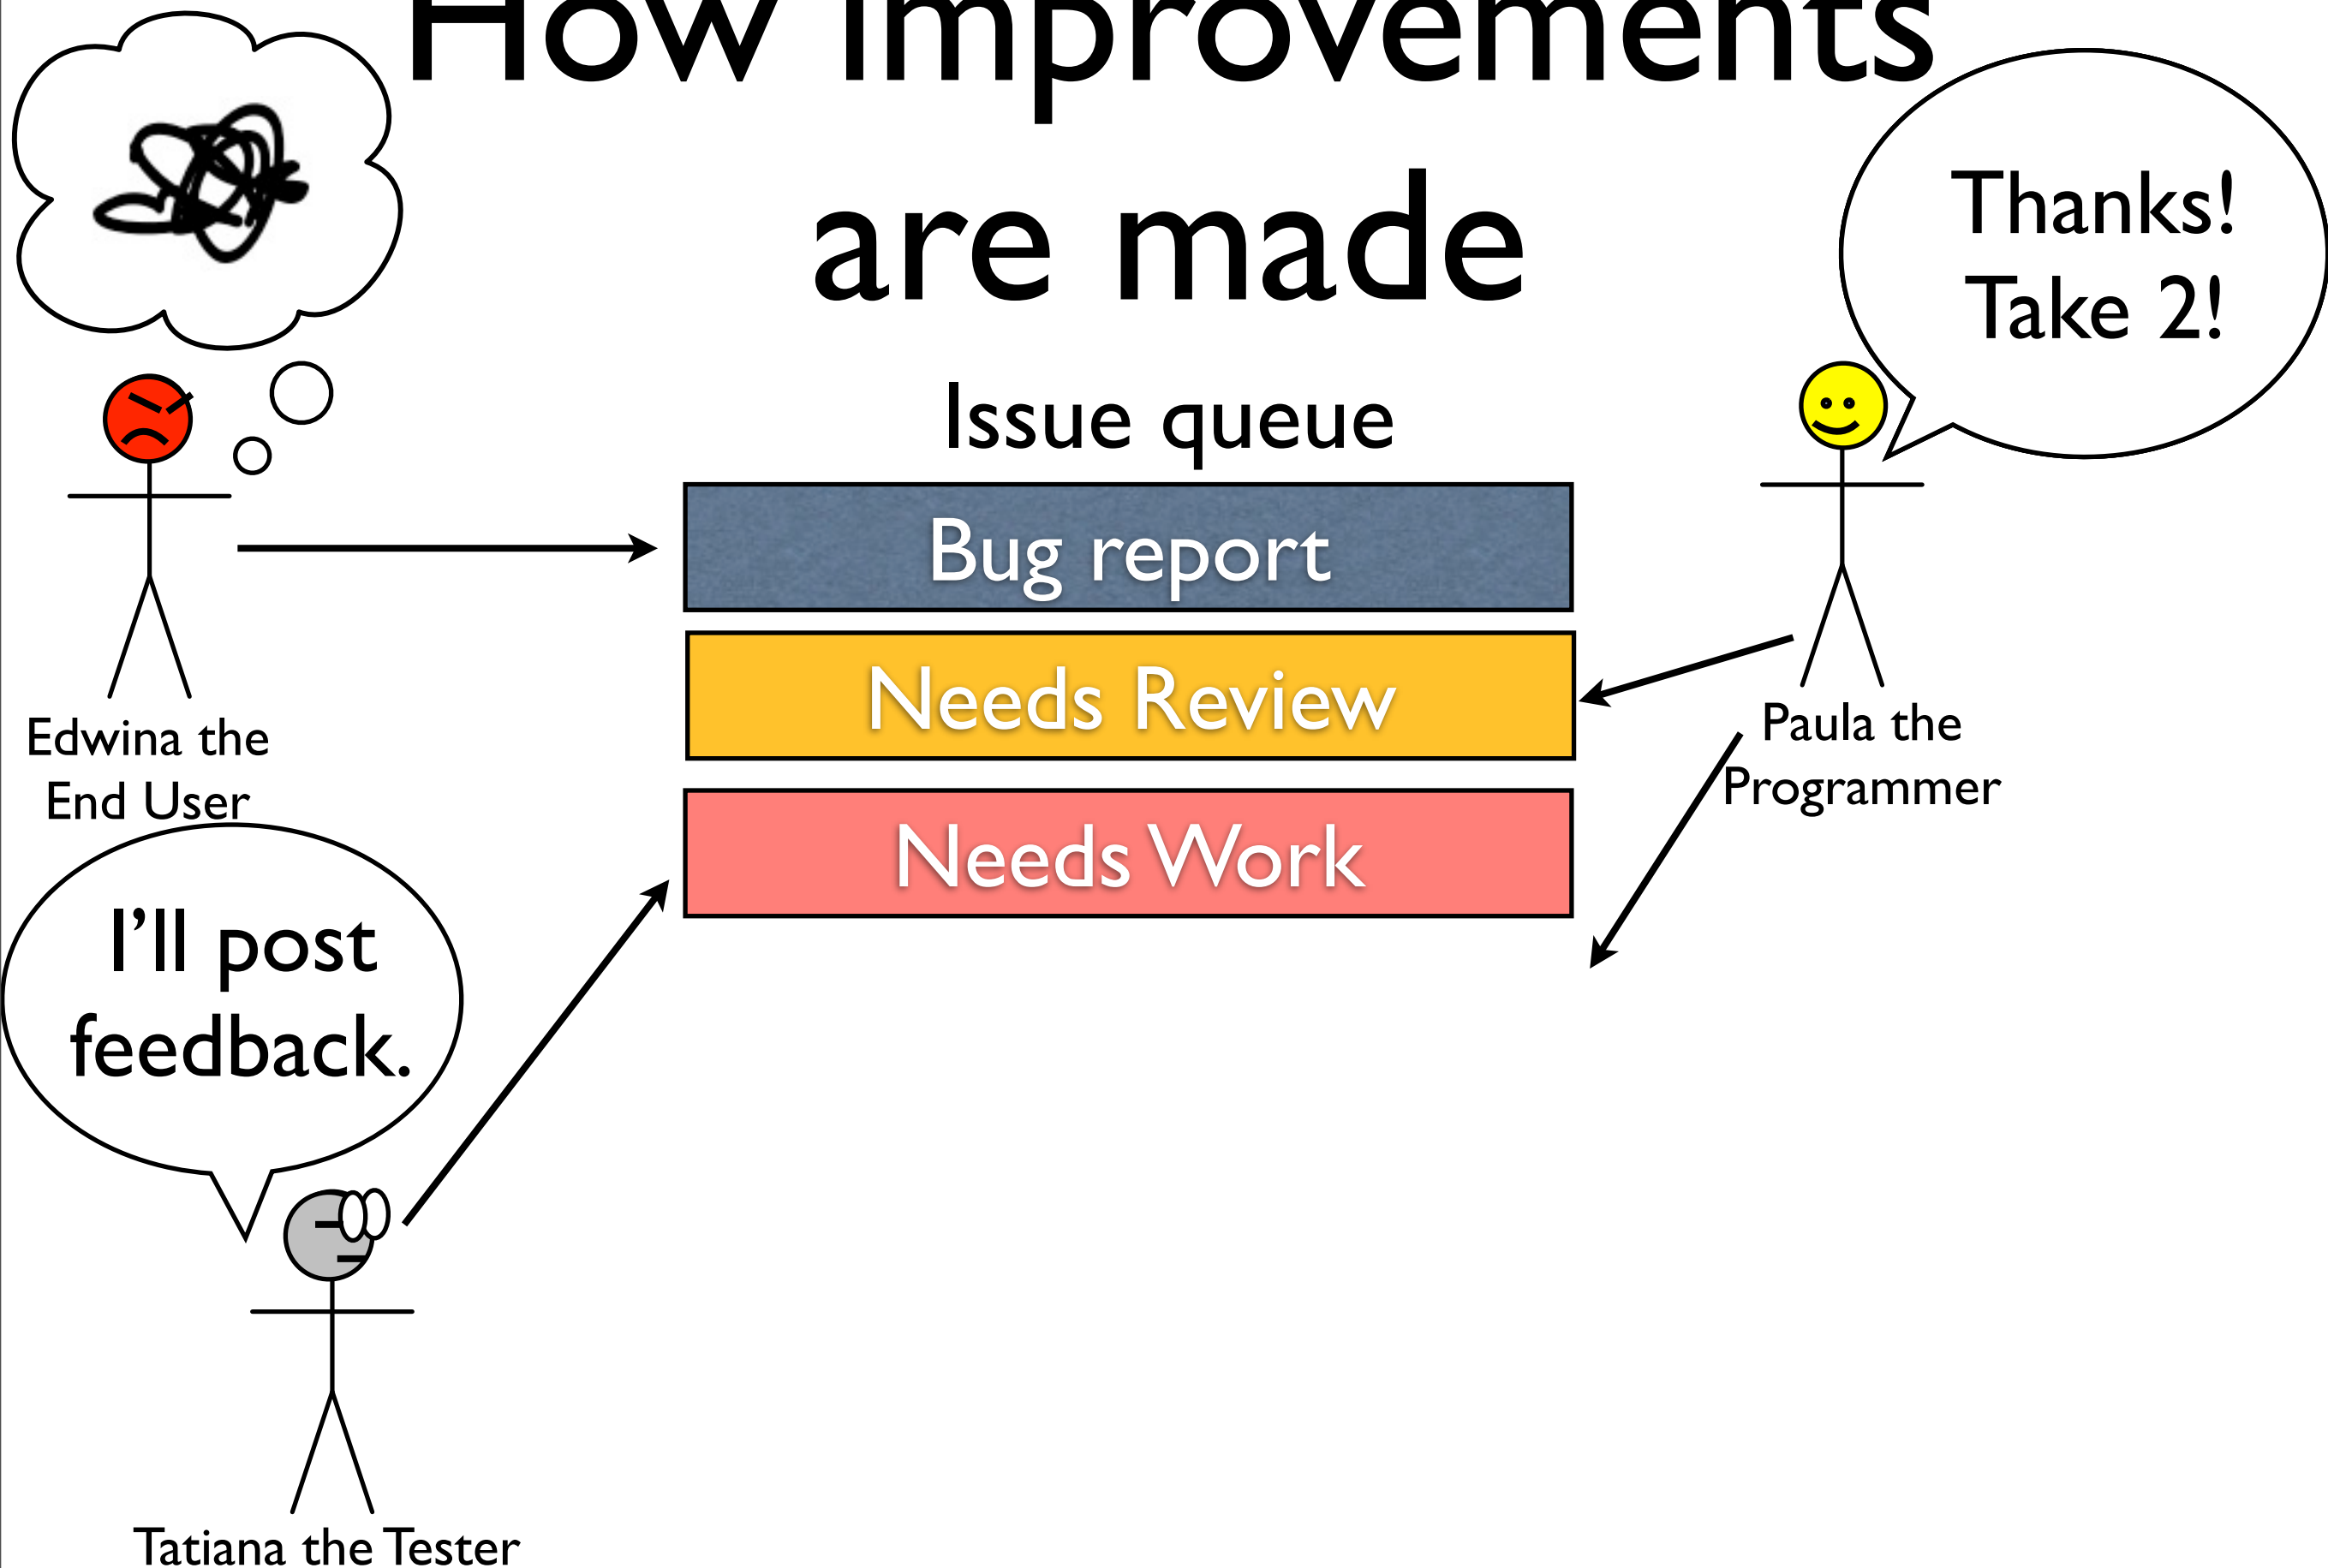 How improvements
are made
Thanks!
Take 2!
Issue queue
Bug report
Needs Review
Needs Work
Edwina the
End User
Paula the
Programmer
I'll post
feedback.
Tatiana the Tester